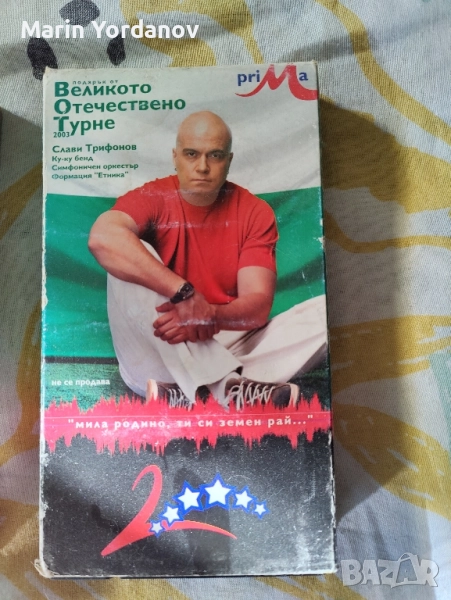 Marin Yordanov
подарък от
Великото
Отечествено
Турне
2003
Слави Трифонов
Ку-ку бенд
Симфоничен оркестър
Формация "Етника"
priMa
не се продава
"мила родино, ти си земен рай..."
2
BAZAR